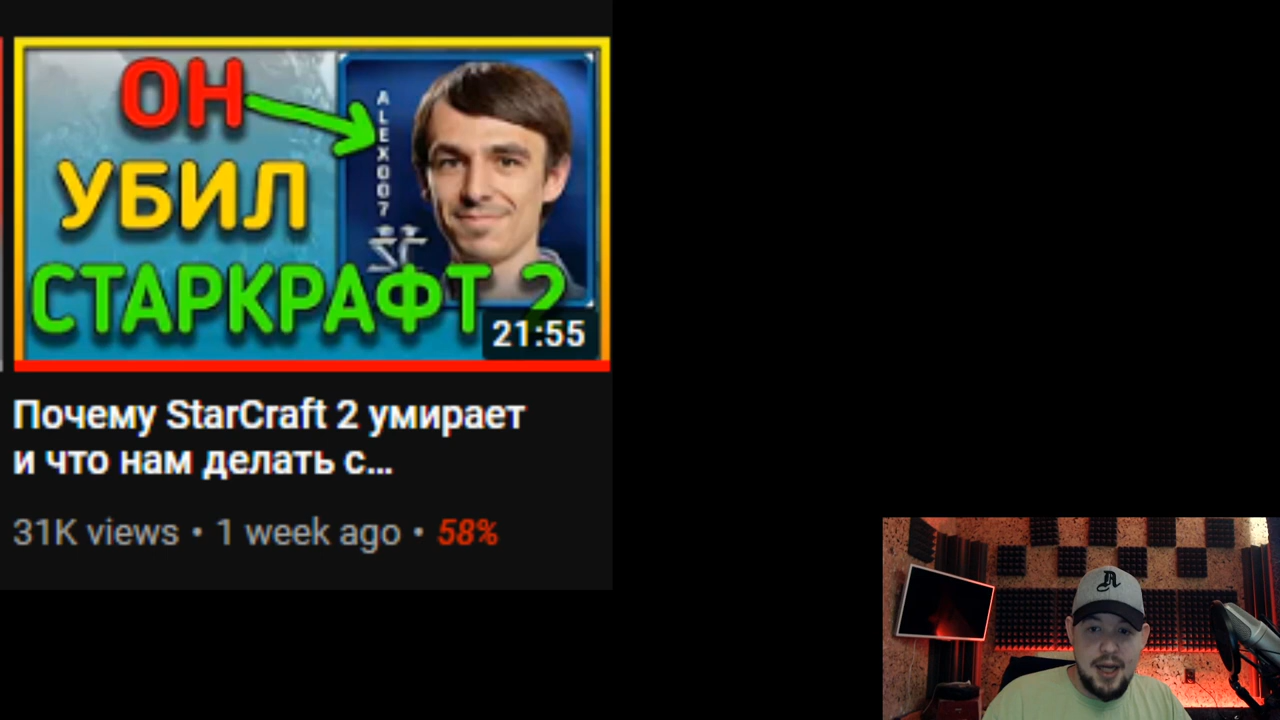 ОН
УБИЛ
СТАРКРАФТ 2
ALEX007
21:55
Почему StarCraft 2 умирает
и что нам делать с...
31K views • 1 week ago • 58%
A